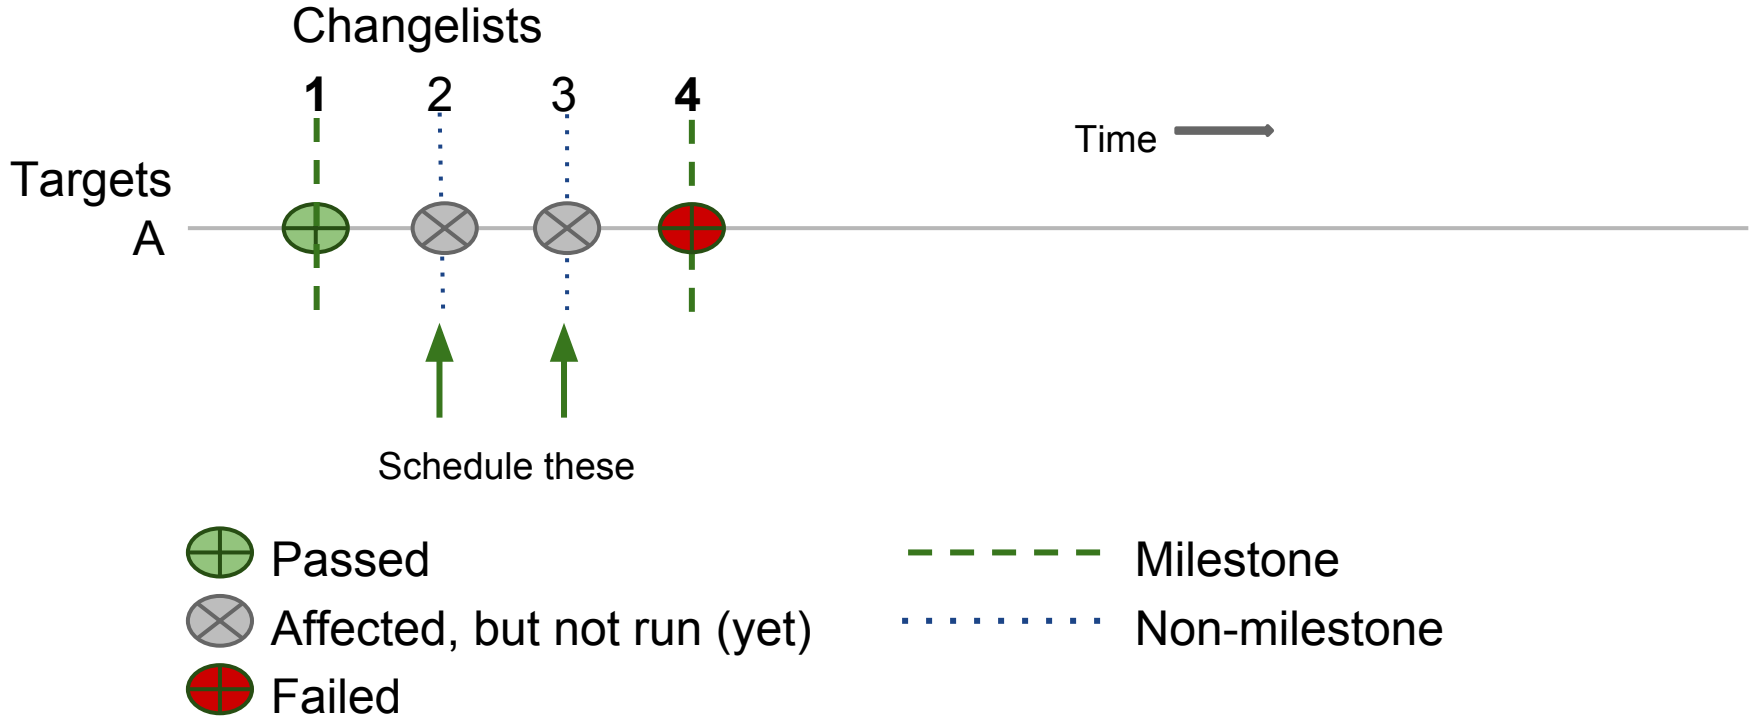 Changelists
1 2 3 4
Time
Targets
A
Schedule these
Passed
Milestone
Affected, but not run (yet)
Non-milestone
Failed